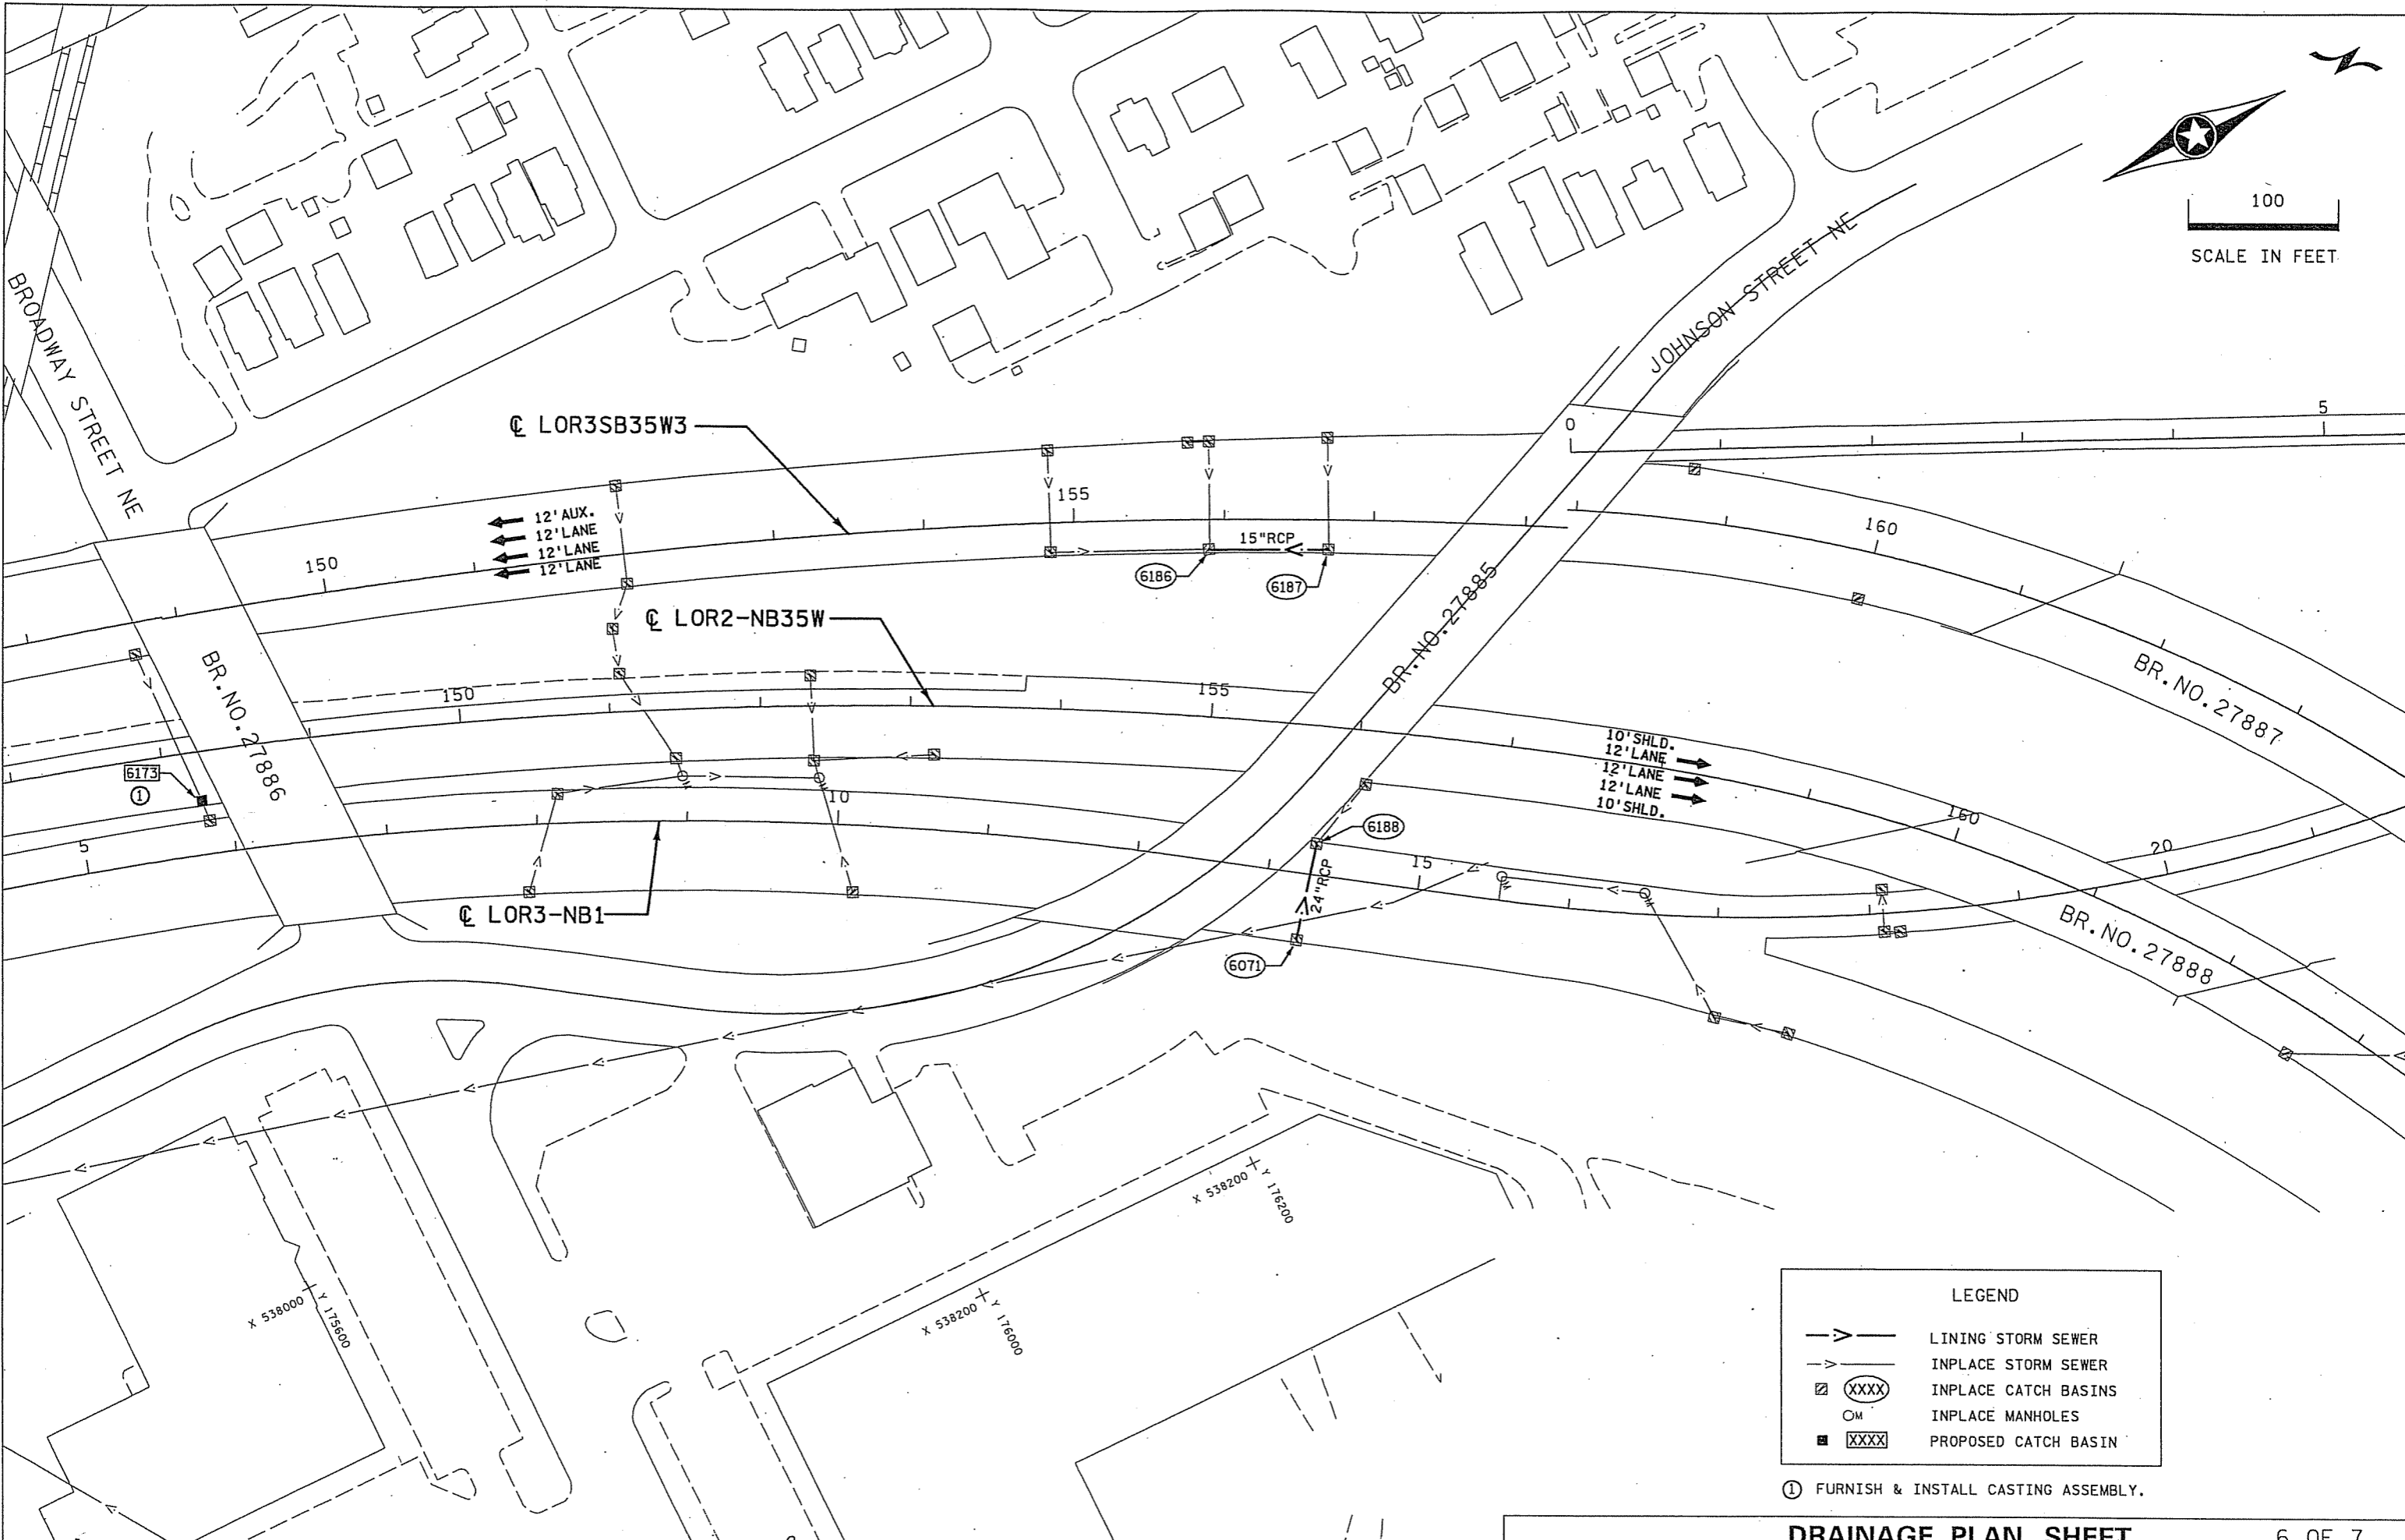 100
SCALE IN FEET
BROADWAY STREET NE
JOHNSON STREET NE
℄ LOR3SB35W3
0
5
155
160
12'AUX.
12'LANE
12'LANE
12'LANE
150
15"RCP
6186
6187
BR.NO.27885
℄ LOR2-NB35W
BR.NO.27887
BR.NO.27886
150
155
10'SHLD.
12'LANE
12'LANE
12'LANE
10'SHLD.
6173
①
10
160
5
6188
15
20
24"RCP
℄ LOR3-NB1
BR.NO.27888
6071
X 538200
Y 176200
X 538000
Y 175600
X 538200
Y 176000
LEGEND
LINING STORM SEWER
INPLACE STORM SEWER
XXXX INPLACE CATCH BASINS
M INPLACE MANHOLES
XXXX PROPOSED CATCH BASIN
① FURNISH & INSTALL CASTING ASSEMBLY.
DRAINAGE PLAN SHEET
6 OF 7